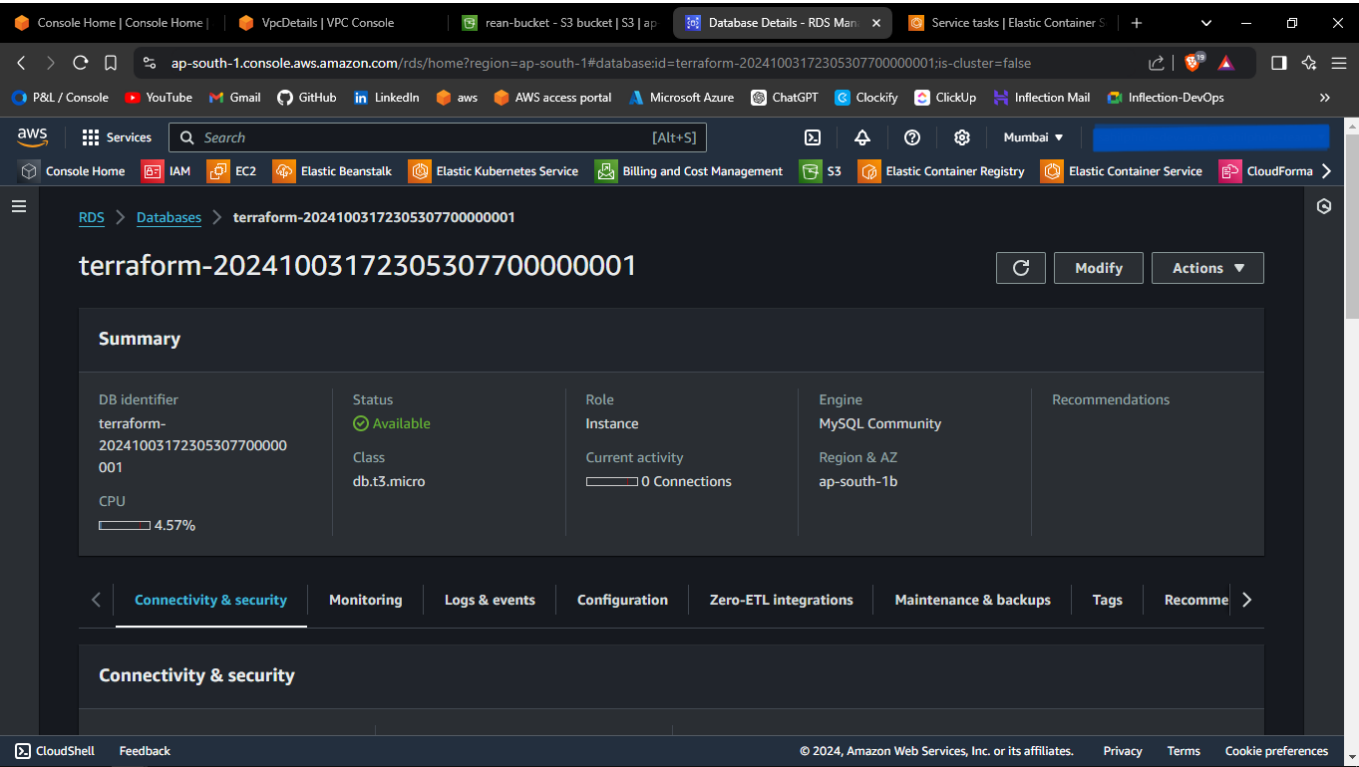 Console Home | Console Home |
VpcDetails | VPC Console
rean-bucket - S3 bucket | S3 | ap
Database Details - RDS Man
Service tasks | Elastic Container S
ap-south-1.console.aws.amazon.com/rds/home?region=ap-south-1#database:id=terraform-20241003172305307700000001;is-cluster=false
P&L / Console YouTube Gmail GitHub LinkedIn aws AWS access portal Microsoft Azure ChatGPT Clockify ClickUp Inflection Mail Inflection-DevOps »
aws Services Search [Alt+S] Mumbai ▼
Console Home IAM EC2 Elastic Beanstalk Elastic Kubernetes Service Billing and Cost Management S3 Elastic Container Registry Elastic Container Service CloudForma
RDS > Databases > terraform-20241003172305307700000001
terraform-20241003172305307700000001
Modify
Actions ▼
Summary
DB identifier
terraform-
20241003172305307700000
001
CPU
4.57%
Status
Available
Class
db.t3.micro
Role
Instance
Current activity
0 Connections
Engine
MySQL Community
Region & AZ
ap-south-1b
Recommendations
Connectivity & security Monitoring Logs & events Configuration Zero-ETL integrations Maintenance & backups Tags Recomme
Connectivity & security
CloudShell Feedback © 2024, Amazon Web Services, Inc. or its affiliates. Privacy Terms Cookie preferences